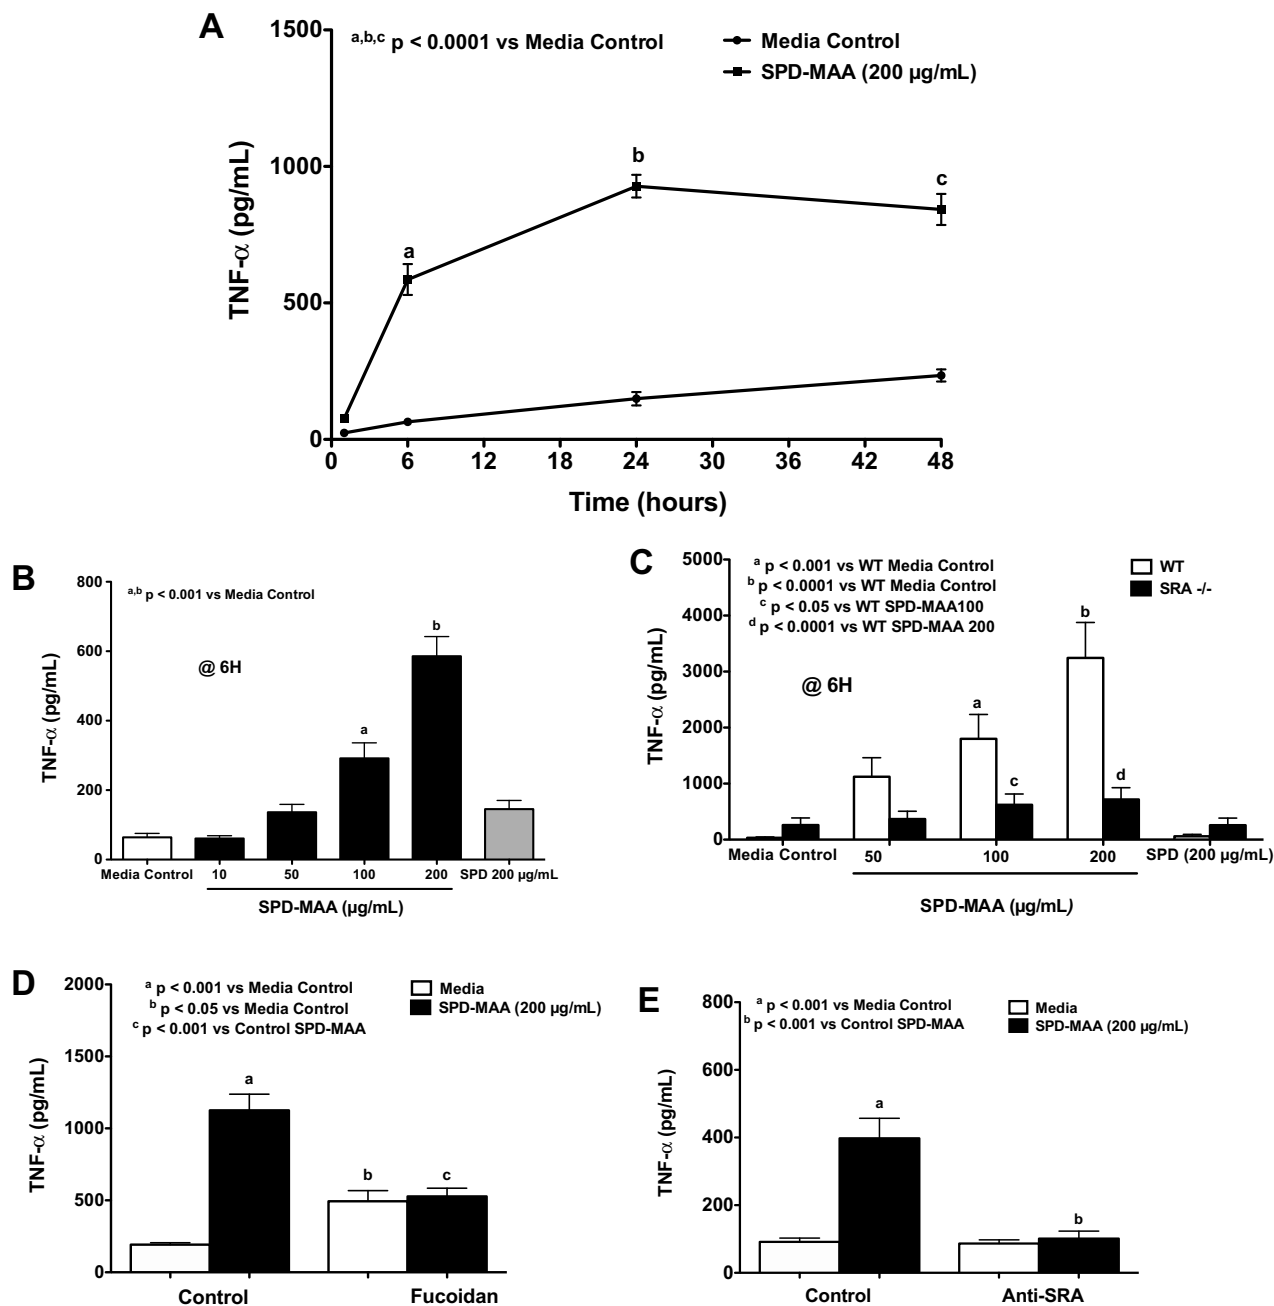 A
1500
a,b,c p < 0.0001 vs Media Control
Media Control
SPD-MAA (200 µg/mL)
1000
500
0
a
b
c
TNF-α (pg/mL)
0 6 12 18 24 30 36 42 48
Time (hours)
B
800
600
400
200
0
a,b p < 0.001 vs Media Control
@ 6H
a
b
TNF-α (pg/mL)
Media Control 10 50 100 200 SPD 200 µg/mL
SPD-MAA (µg/mL)
C
5000
4000
3000
2000
1000
0
a p < 0.001 vs WT Media Control
b p < 0.0001 vs WT Media Control
c p < 0.05 vs WT SPD-MAA100
d p < 0.0001 vs WT SPD-MAA 200
WT
SRA -/-
@ 6H
a
c
b
d
TNF-α (pg/mL)
Media Control 50 100 200 SPD (200 µg/mL)
SPD-MAA (µg/mL)
D
2000
1500
1000
500
0
a p < 0.001 vs Media Control
b p < 0.05 vs Media Control
c p < 0.001 vs Control SPD-MAA
Media
SPD-MAA (200 µg/mL)
a
b
c
TNF-α (pg/mL)
Control Fucoidan
E
800
600
400
200
0
a p < 0.001 vs Media Control
b p < 0.001 vs Control SPD-MAA
Media
SPD-MAA (200 µg/mL)
a
b
TNF-α (pg/mL)
Control Anti-SRA